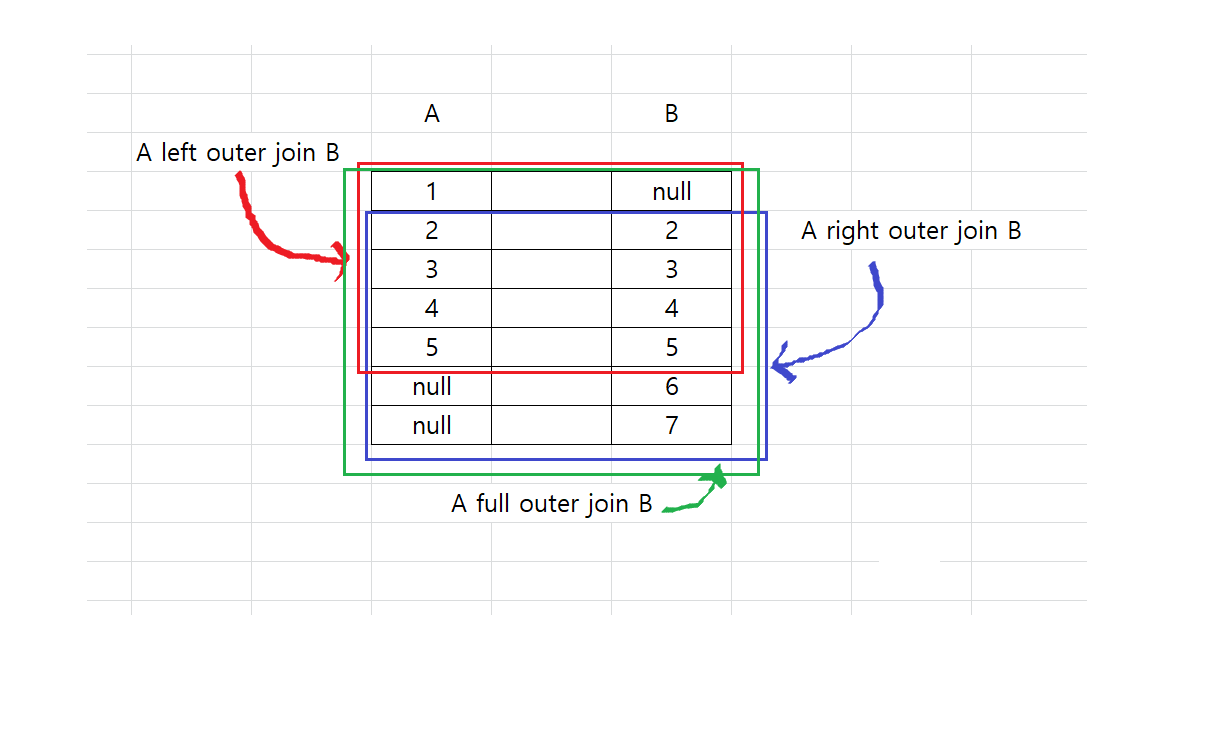 A B
A left outer join B
1 null
2 2
A right outer join B
3 3
4 4
5 5
null 6
null 7
A full outer join B